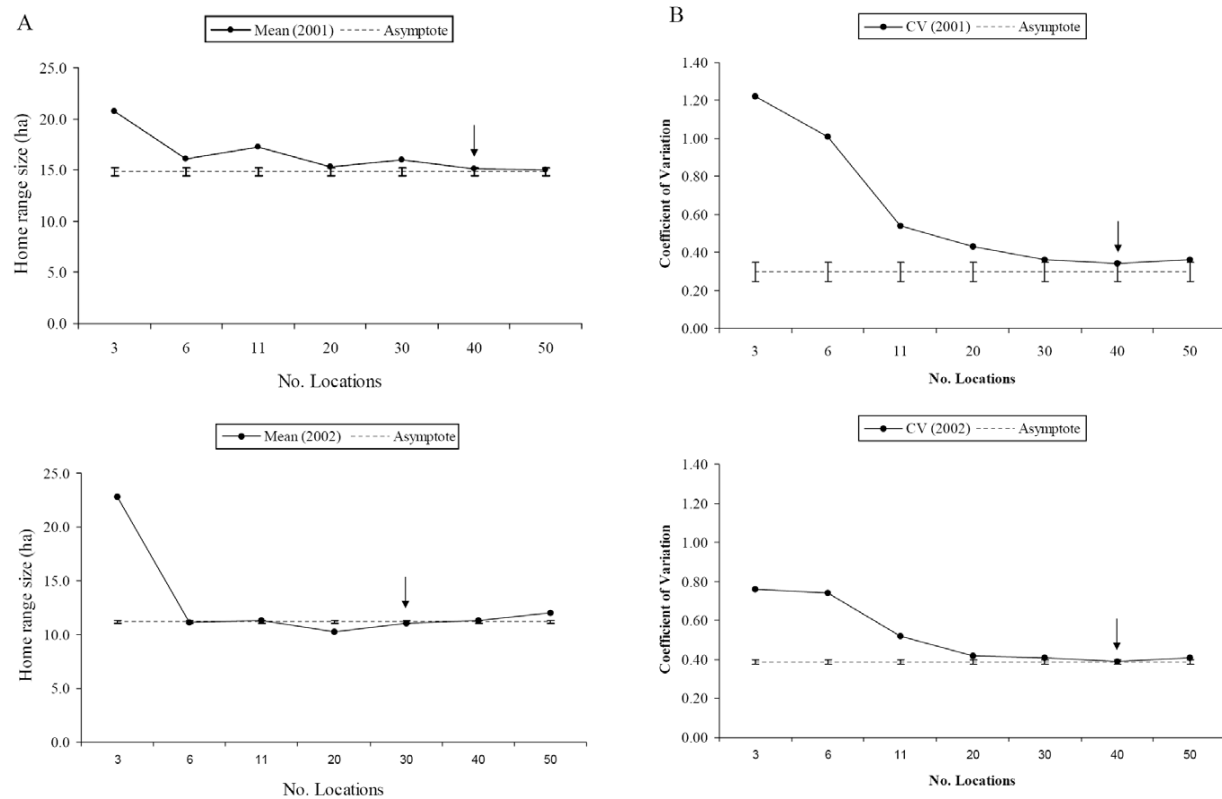 A
Mean (2001) Asymptote
Home range size (ha)
25.0
20.0
15.0
10.0
5.0
0.0
3 6 11 20 30 40 50
No. Locations
B
CV (2001) Asymptote
Coefficient of Variation
1.40
1.20
1.00
0.80
0.60
0.40
0.20
0.00
3 6 11 20 30 40 50
No. Locations
Mean (2002) Asymptote
Home range size (ha)
25.0
20.0
15.0
10.0
5.0
0.0
3 6 11 20 30 40 50
No. Locations
CV (2002) Asymptote
Coefficient of Variation
1.40
1.20
1.00
0.80
0.60
0.40
0.20
0.00
3 6 11 20 30 40 50
No. Locations